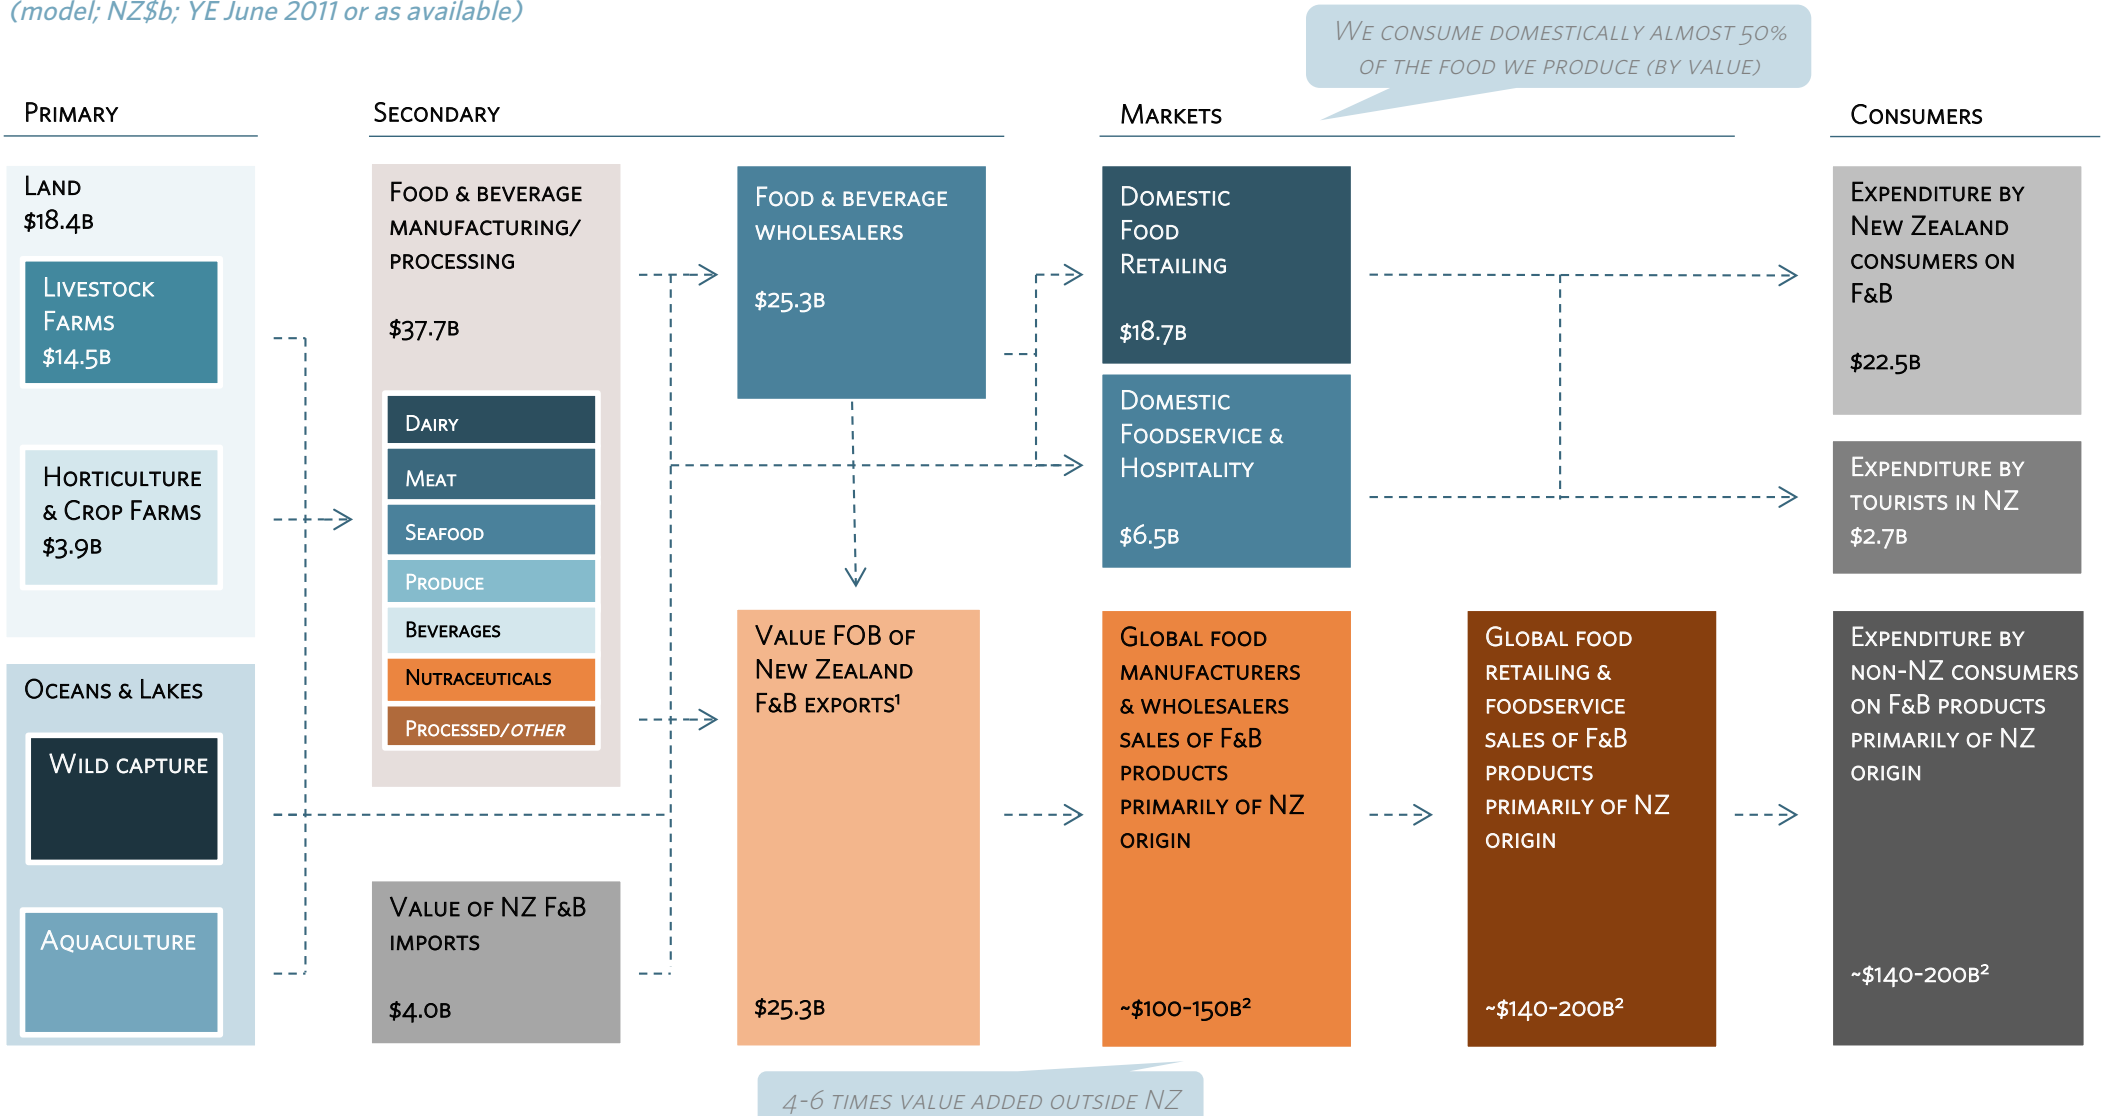 (model; NZ$b; YE June 2011 or as available)
We consume domestically almost 50%
of the food we produce (by value)
Primary
Secondary
Markets
Consumers
Land
$18.4b
Livestock
Farms
$14.5b
Horticulture
& Crop Farms
$3.9b
Oceans & Lakes
Wild capture
Aquaculture
Food & beverage
manufacturing/
processing
$37.7b
Dairy
Meat
Seafood
Produce
Beverages
Nutraceuticals
Processed/other
Value of NZ F&B
imports
$4.0b
Food & beverage
wholesalers
$25.3b
Value FOB of
New Zealand
F&B exports¹
$25.3b
Domestic
Food
Retailing
$18.7b
Domestic
Foodservice &
Hospitality
$6.5b
Global food
manufacturers
& wholesalers
sales of F&B
products
primarily of NZ
origin
~$100-150b²
Global food
retailing &
foodservice
sales of F&B
products
primarily of NZ
origin
~$140-200b²
Expenditure by
New Zealand
consumers on
F&B
$22.5b
Expenditure by
tourists in NZ
$2.7b
Expenditure by
non-NZ consumers
on F&B products
primarily of NZ
origin
~$140-200b²
4-6 times value added outside NZ